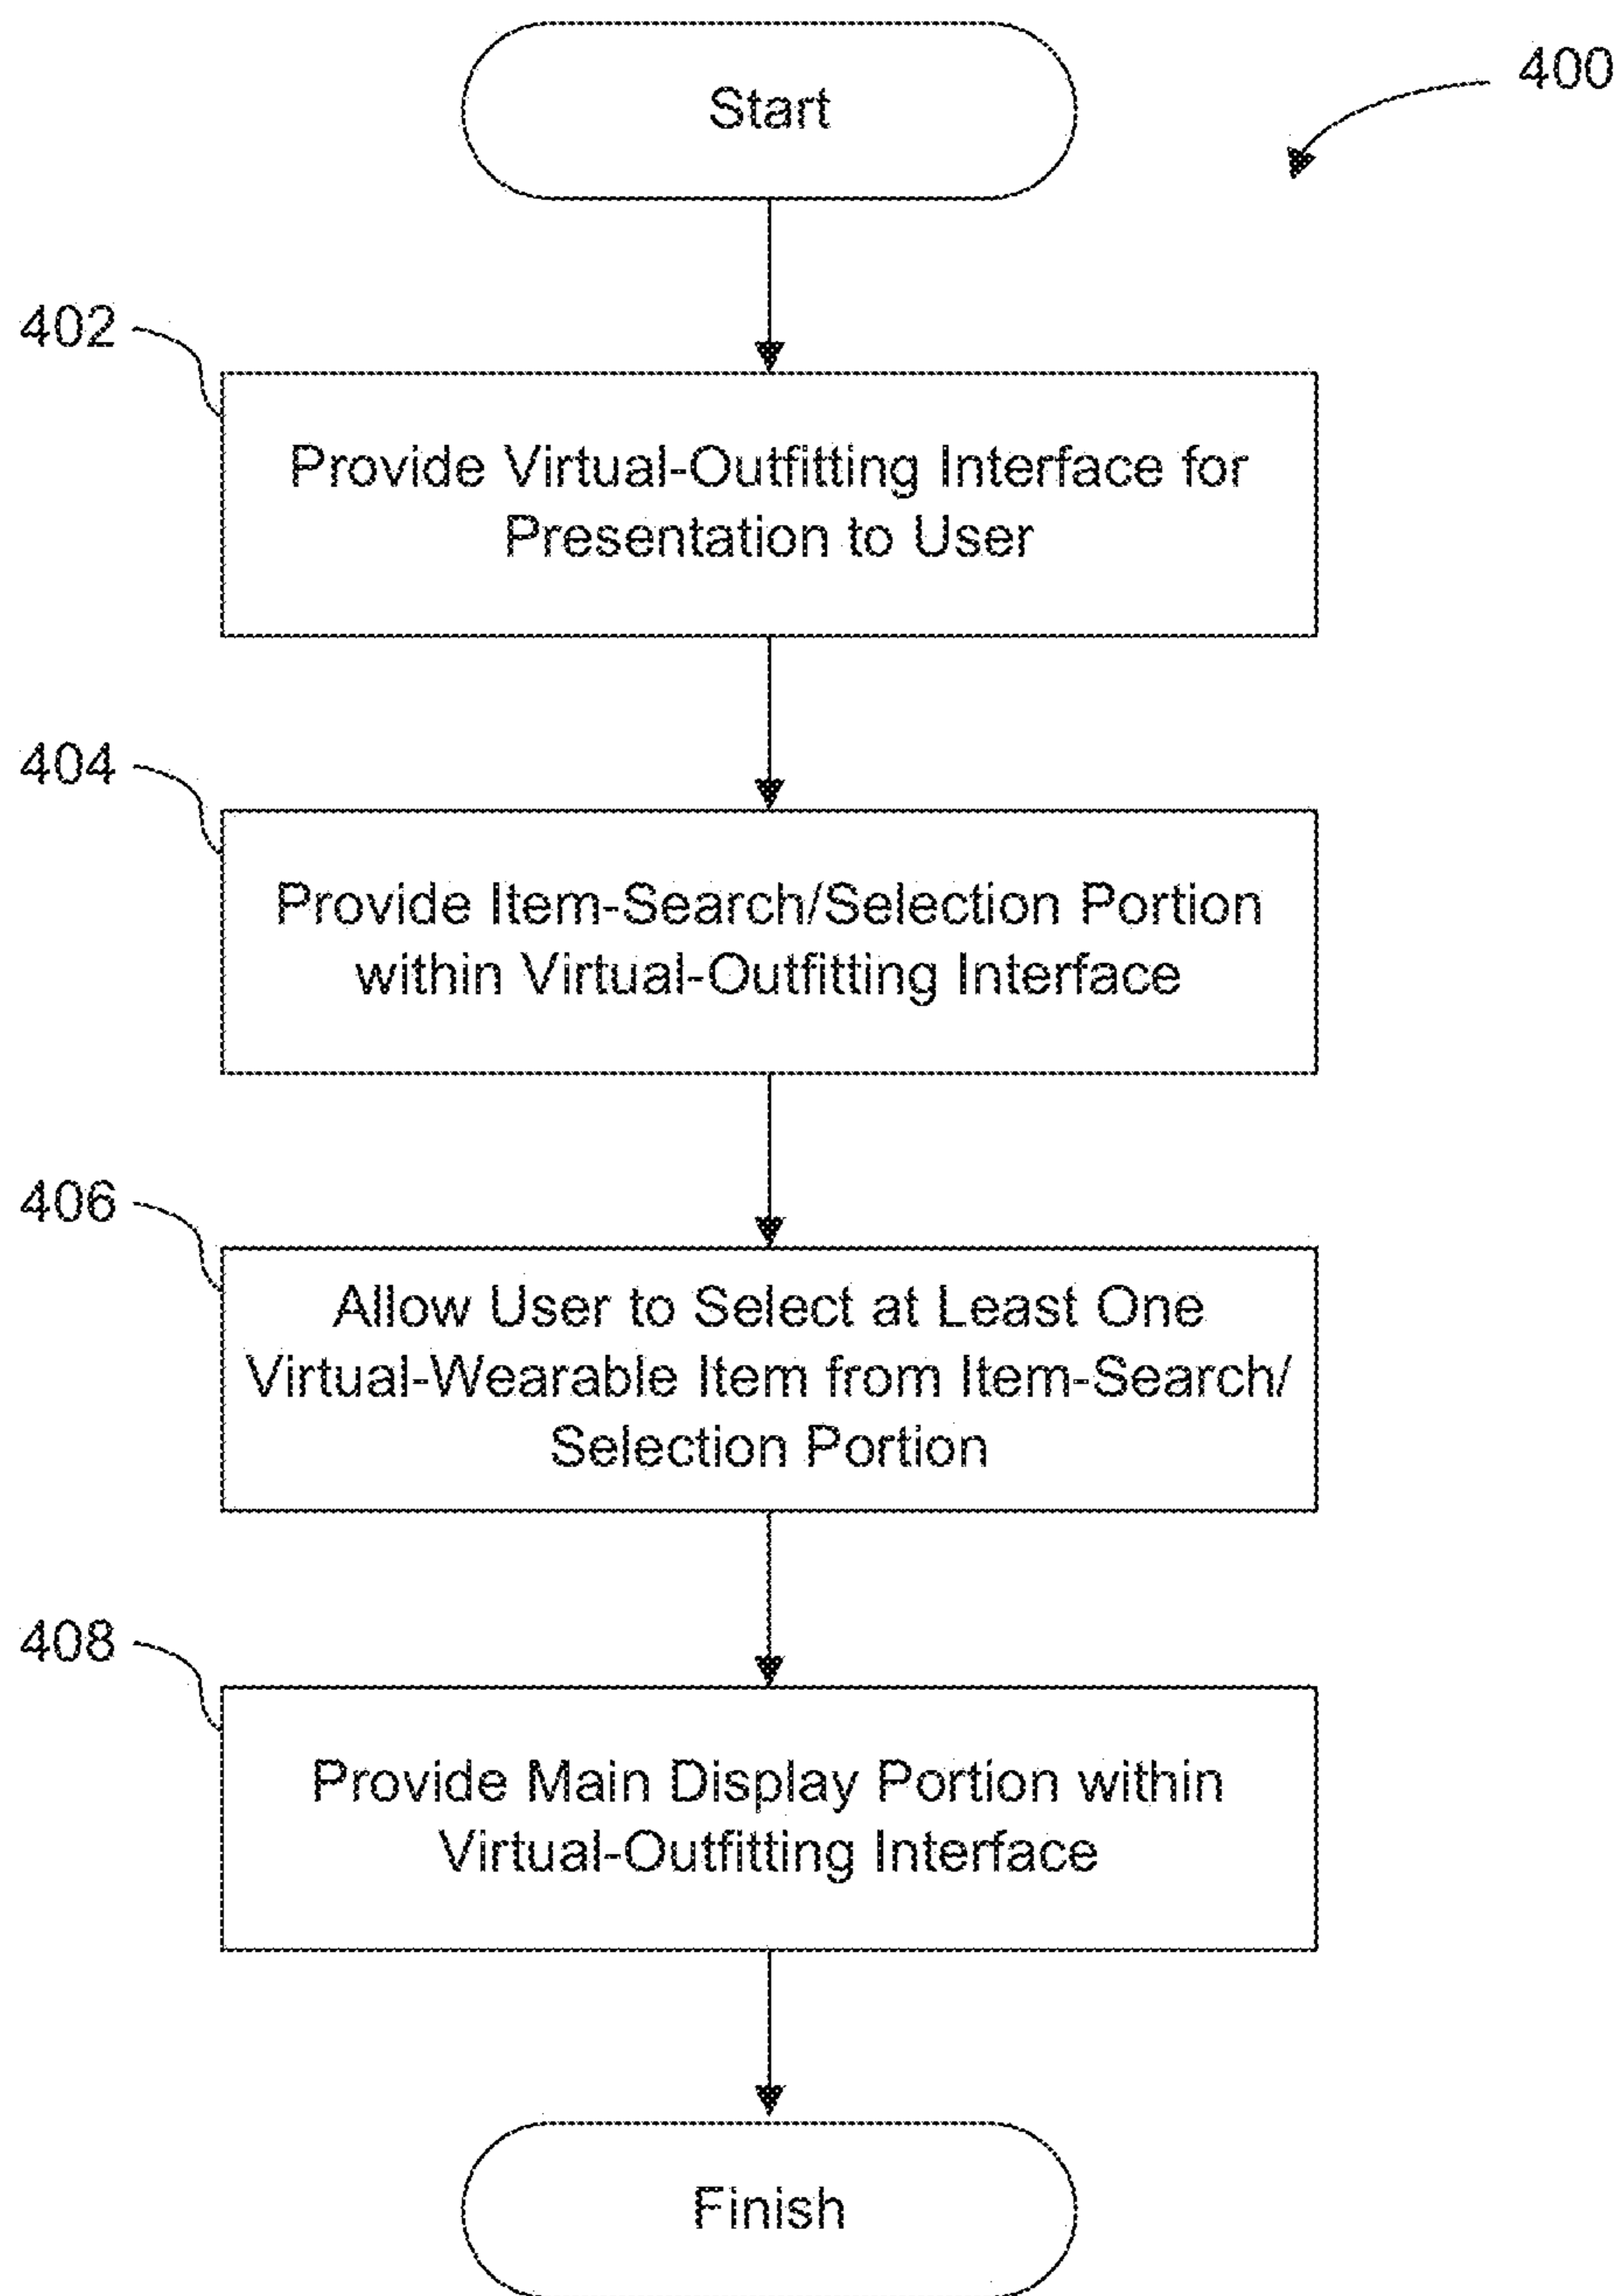 Start
400
402
Provide Virtual-Outfitting Interface for
Presentation to User
404
Provide Item-Search/Selection Portion
within Virtual-Outfitting Interface
406
Allow User to Select at Least One
Virtual-Wearable Item from Item-Search/
Selection Portion
408
Provide Main Display Portion within
Virtual-Outfitting Interface
Finish